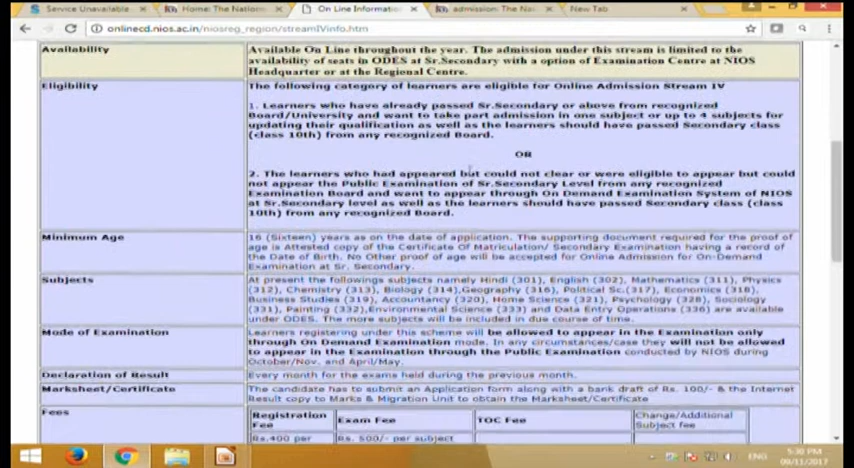 Service Unavailable
Home: The Nationa
On Line Informatio
admission: The Na
New Tab
onlinecd.nios.ac.in/niosreg_region/streamIVinfo.htm
Availability
Available On Line throughout the year. The admission under this stream is limited to the
availability of seats in ODES at Sr.Secondary with a option of Examination Centre at NIOS
Headquarter or at the Regional Centre.
Eligibility
The following category of learners are eligible for Online Admission Stream IV
1. Learners who have already passed Sr.Secondary or above from recognized
Board/University and want to take part admission in one subject or up to 4 subjects for
updating their qualification as well as the learners should have passed Secondary class
(class 10th) from any recognized Board.
OR
2. The learners who had appeared but could not clear or were eligible to appear but could
not appear the Public Examination of Sr.Secondary Level from any recognized
Examination Board and want to appear through On Demand Examination System of NIOS
at Sr.Secondary level as well as the learners should have passed Secondary class (class
10th) from any recognized Board.
Minimum Age
16 (Sixteen) years as on the date of application. The supporting document required for the proof of
age is Attested copy of the Certificate Of Matriculation/ Secondary Examination having a record of
the Date of Birth. No Other proof of age will be accepted for Online Admission for On-Demand
Examination at Sr. Secondary.
Subjects
At present the followings subjects namely Hindi (301), English (302), Mathematics (311), Physics
(312), Chemistry (313), Biology (314),Geography (316), Political Sc.(317), Economics (318),
Business Studies (319), Accountancy (320), Home Science (321), Psychology (328), Sociology
(331), Painting (332),Environmental Science (333) and Data Entry Operations (336) are available
under ODES. The more subjects will be included in due course of time.
Mode of Examination
Learners registering under this scheme will be allowed to appear in the Examination only
through On Demand Examination mode. In any circumstances/case they will not be allowed
to appear in the Examination through the Public Examination conducted by NIOS during
October/Nov. and April/May.
Declaration of Result
Every month for the exams held during the previous month.
Marksheet/Certificate
The candidate has to submit an Application form along with a bank draft of Rs. 100/- & the Internet
Result copy to Marks & Migration Unit to obtain the Marksheet/Certificate
Fees
Registration Fee
Exam Fee
TOC Fee
Change/Additional Subject fee
Rs.400 per
Rs. 500/- per subject
ENG
5:30 PM
09/11/2017